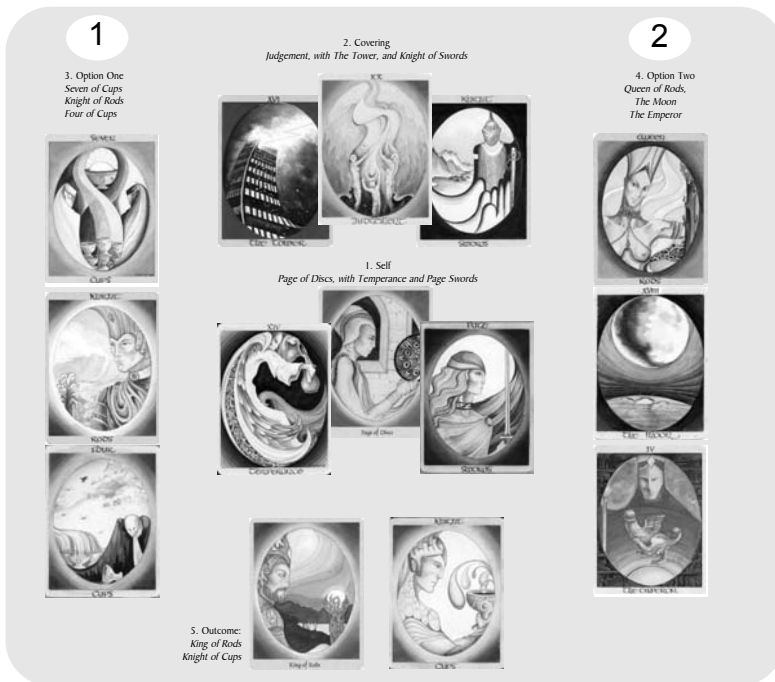 1
3. Option One
Seven of Cups
Knight of Rods
Four of Cups
SEVEN
CUPS
KNIGHT
RODS
FOUR
CUPS
2. Covering
Judgement, with The Tower, and Knight of Swords
XVI
THE TOWER
XX
JUDGEMENT
KNIGHT
SWORDS
1. Self
Page of Discs, with Temperance and Page Swords
XIV
TEMPERANCE
Page of Discs
PAGE
SWORDS
5. Outcome:
King of Rods
Knight of Cups
King of Rods
KNIGHT
CUPS
2
4. Option Two
Queen of Rods,
The Moon
The Emperor
QUEEN
RODS
XVIII
THE MOON
IV
THE EMPEROR